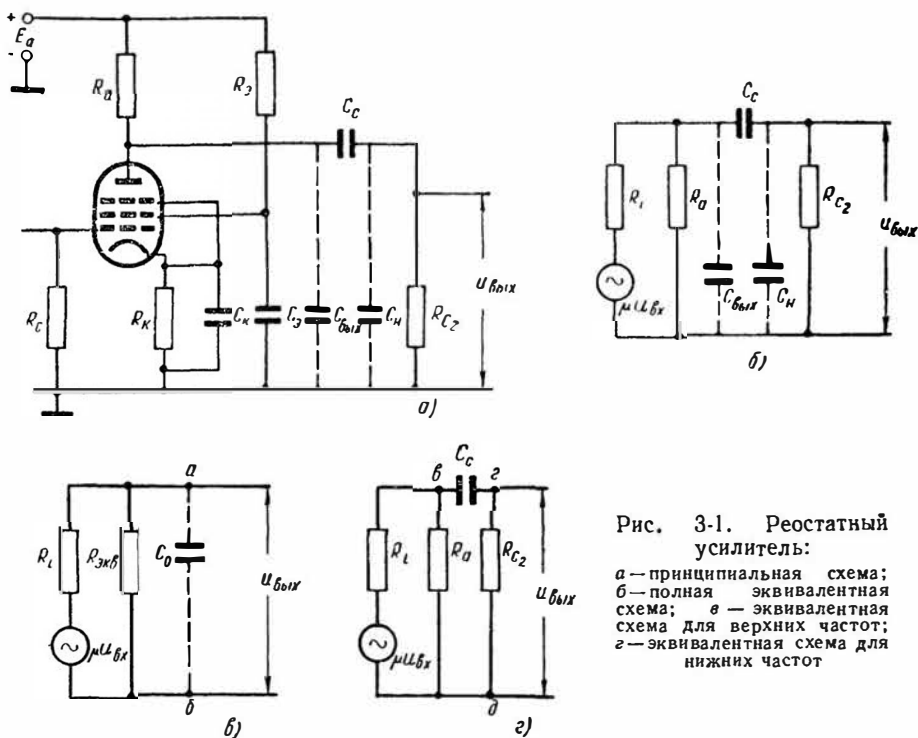 +
E_a
-
R_a
R_э
C_c
R_c
R_к
C_к
C_э
C_вых
C_н
R_c2
u_вых
а)
C_c
R_i
R_a
R_c2
C_вых
C_н
μu_вх
u_вых
б)
а
R_i
R_экв
C_0
μu_вх
u_вых
б
в)
C_c
в
г
R_i
R_a
R_c2
μu_вх
u_вых
д
г)
Рис. 3-1. Реостатный
усилитель:
а — принципиальная схема;
б — полная эквивалентная
схема; в — эквивалентная
схема для верхних частот;
г — эквивалентная схема для
нижних частот